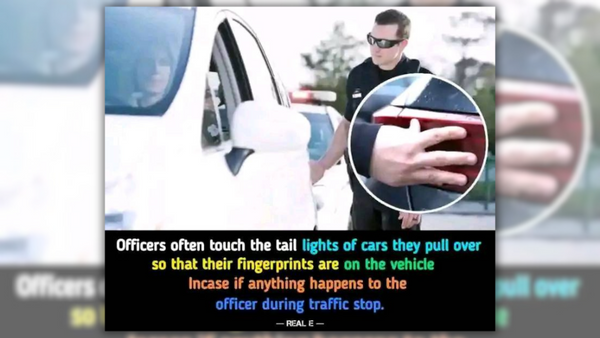 Officers often touch the tail lights of cars they pull over
so that their fingerprints are on the vehicle
Incase if anything happens to the
officer during traffic stop.
— REAL E —